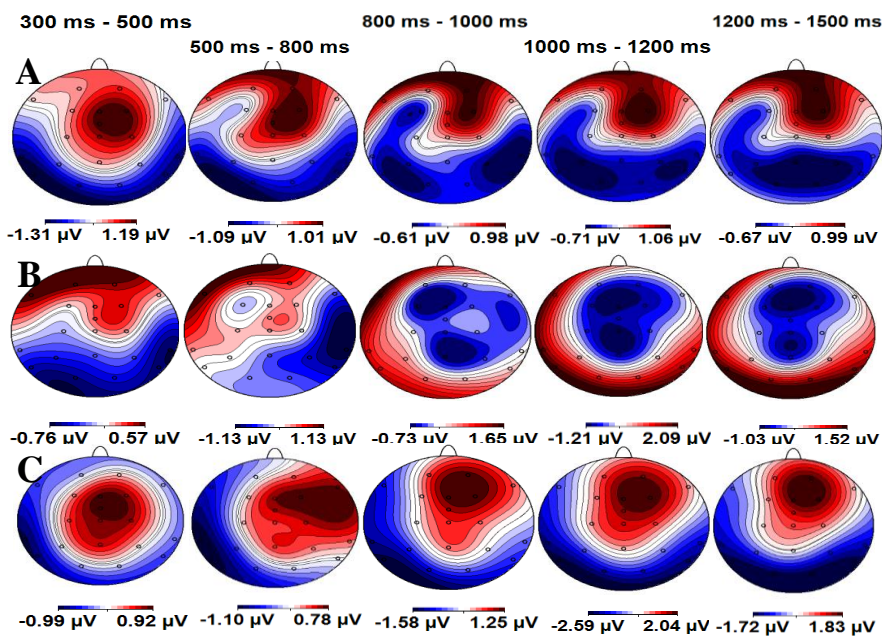 300 ms - 500 ms
500 ms - 800 ms
800 ms - 1000 ms
1000 ms - 1200 ms
1200 ms - 1500 ms
A
-1.31 µV 1.19 µV
-1.09 µV 1.01 µV
-0.61 µV 0.98 µV
-0.71 µV 1.06 µV
-0.67 µV 0.99 µV
B
-0.76 µV 0.57 µV
-1.13 µV 1.13 µV
-0.73 µV 1.65 µV
-1.21 µV 2.09 µV
-1.03 µV 1.52 µV
C
-0.99 µV 0.92 µV
-1.10 µV 0.78 µV
-1.58 µV 1.25 µV
-2.59 µV 2.04 µV
-1.72 µV 1.83 µV